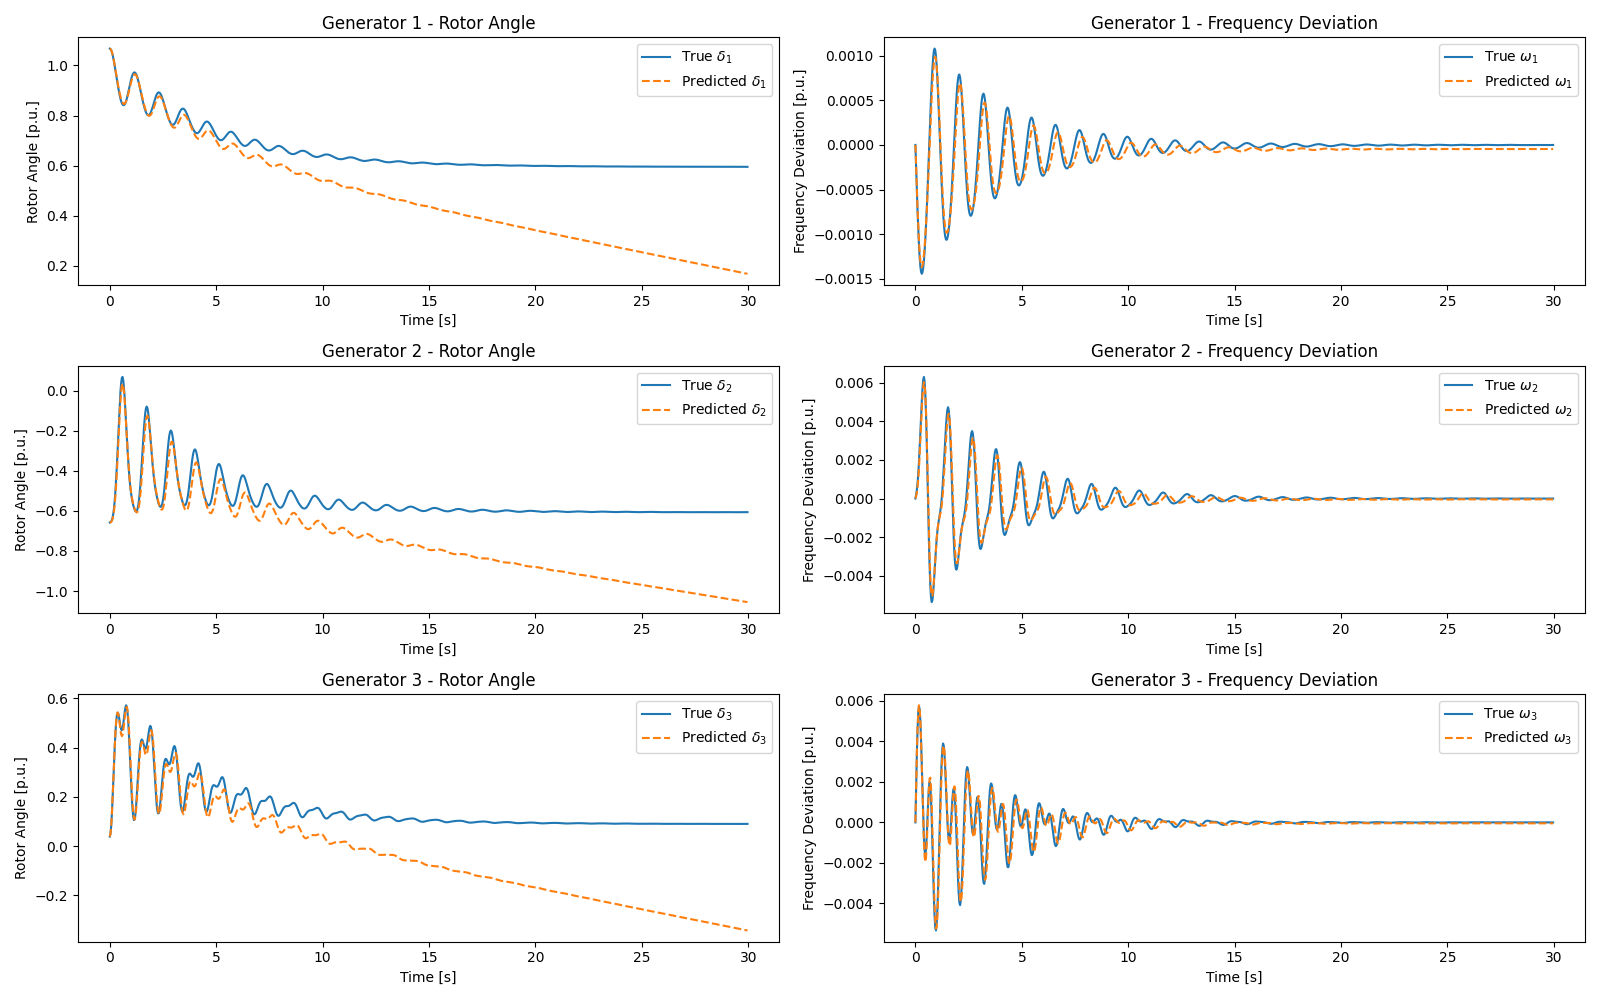 Generator 1 - Rotor Angle
Rotor Angle [p.u.]
1.0
0.8
0.6
0.4
0.2
True δ1
Predicted δ1
0 5 10 15 20 25 30
Time [s]
Generator 1 - Frequency Deviation
Frequency Deviation [p.u.]
0.0010
0.0005
0.0000
−0.0005
−0.0010
−0.0015
True ω1
Predicted ω1
0 5 10 15 20 25 30
Time [s]
Generator 2 - Rotor Angle
Rotor Angle [p.u.]
0.0
−0.2
−0.4
−0.6
−0.8
−1.0
True δ2
Predicted δ2
0 5 10 15 20 25 30
Time [s]
Generator 2 - Frequency Deviation
Frequency Deviation [p.u.]
0.006
0.004
0.002
0.000
−0.002
−0.004
True ω2
Predicted ω2
0 5 10 15 20 25 30
Time [s]
Generator 3 - Rotor Angle
Rotor Angle [p.u.]
0.6
0.4
0.2
0.0
−0.2
True δ3
Predicted δ3
0 5 10 15 20 25 30
Time [s]
Generator 3 - Frequency Deviation
Frequency Deviation [p.u.]
0.006
0.004
0.002
0.000
−0.002
−0.004
True ω3
Predicted ω3
0 5 10 15 20 25 30
Time [s]